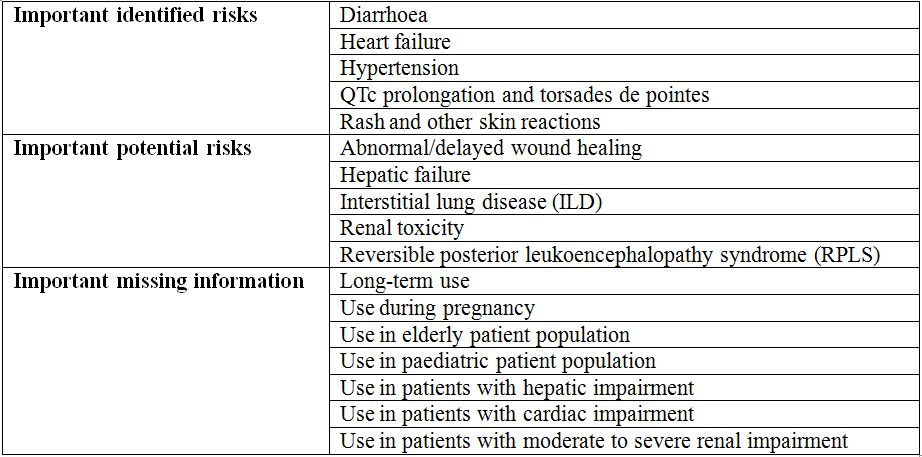 Important identified risks Diarrhoea
Heart failure
Hypertension
QTc prolongation and torsades de pointes
Rash and other skin reactions
Important potential risks Abnormal/delayed wound healing
Hepatic failure
Interstitial lung disease (ILD)
Renal toxicity
Reversible posterior leukoencephalopathy syndrome (RPLS)
Important missing information Long-term use
Use during pregnancy
Use in elderly patient population
Use in paediatric patient population
Use in patients with hepatic impairment
Use in patients with cardiac impairment
Use in patients with moderate to severe renal impairment